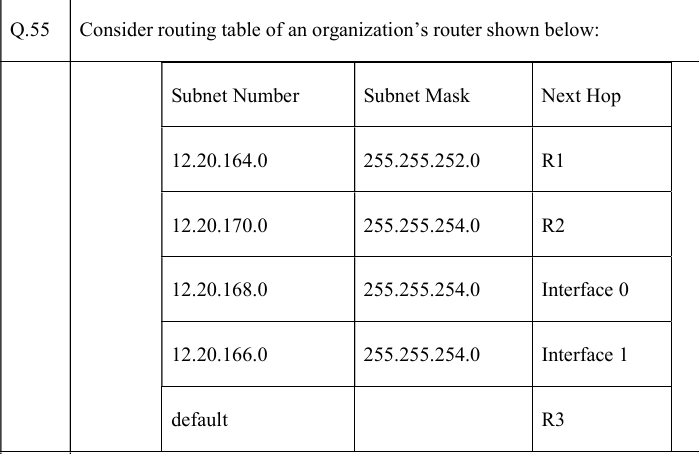 Q.55 Consider routing table of an organization’s router shown below:
Subnet Number Subnet Mask Next Hop
12.20.164.0 255.255.252.0 R1
12.20.170.0 255.255.254.0 R2
12.20.168.0 255.255.254.0 Interface 0
12.20.166.0 255.255.254.0 Interface 1
default R3